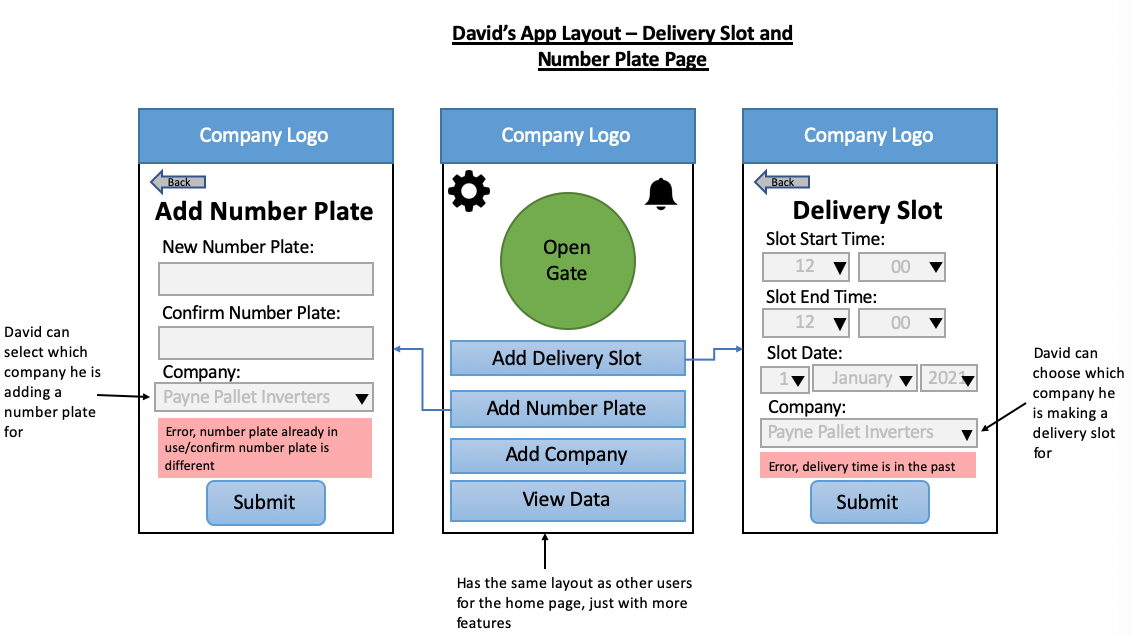 David's App Layout – Delivery Slot and
Number Plate Page
David can
select which
company he is
adding a
number plate
for
Company Logo
Back
Add Number Plate
New Number Plate:
Confirm Number Plate:
Company:
Payne Pallet Inverters
Error, number plate already in
use/confirm number plate is
different
Submit
Company Logo
Open
Gate
Add Delivery Slot
Add Number Plate
Add Company
View Data
Has the same layout as other users
for the home page, just with more
features
Company Logo
Back
Delivery Slot
Slot Start Time:
12 00
Slot End Time:
12 00
Slot Date:
1 January 2021
Company:
Payne Pallet Inverters
Error, delivery time is in the past
Submit
David can
choose which
company he
is making a
delivery slot
for